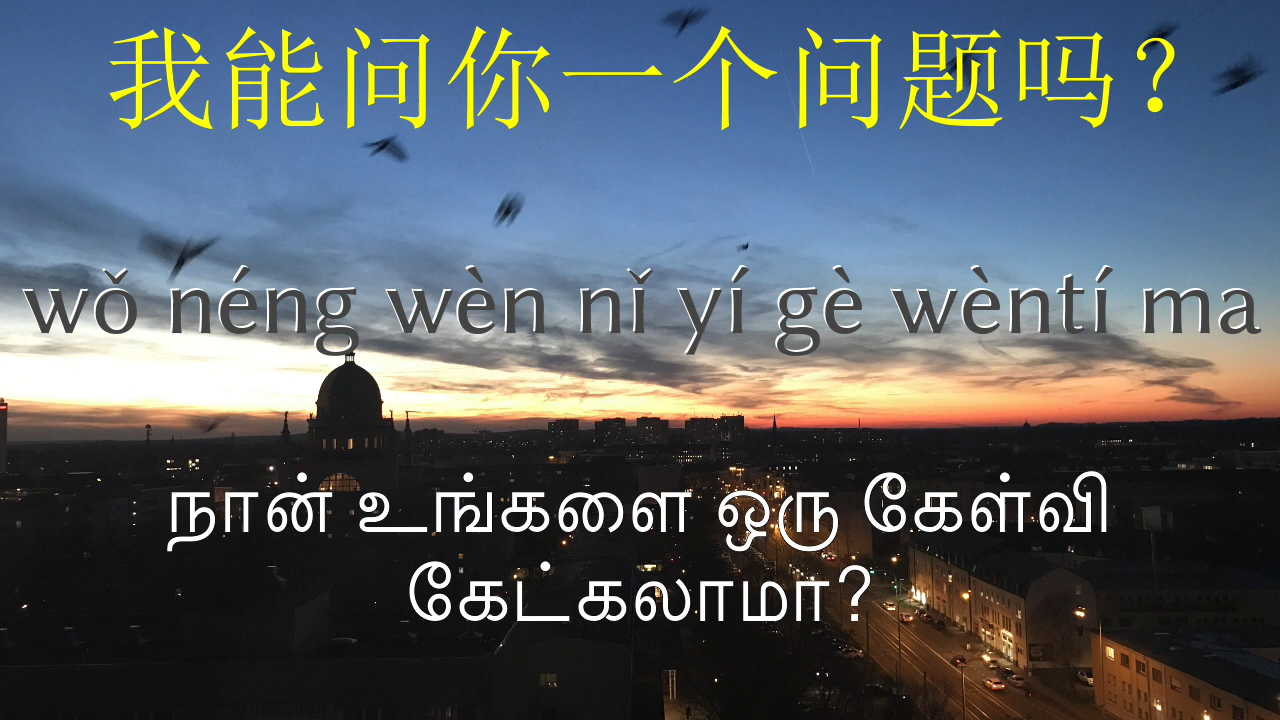 我能问你一个问题吗？
wǒ néng wèn nǐ yí gè wèntí ma
நான் உங்களை ஒரு கேள்வி
கேட்கலாமா?